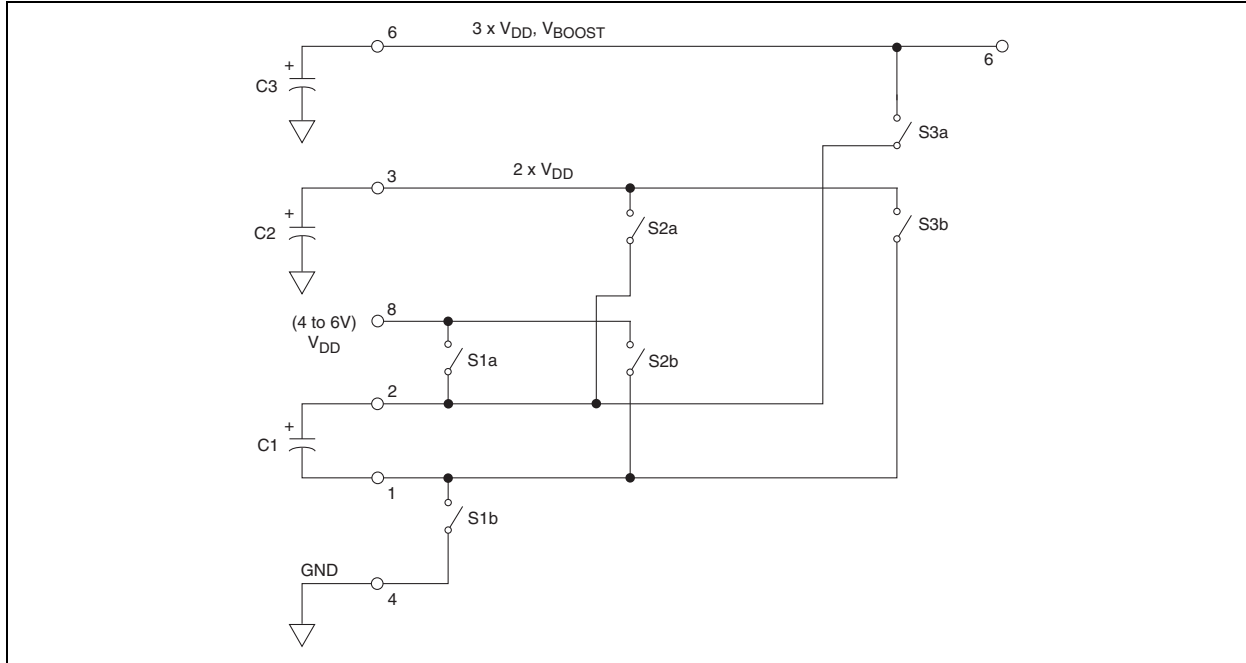 6
3 x VDD, VBOOST
6
+
C3
S3a
3
2 x VDD
+
C2
S2a
S3b
(4 to 6V)
VDD
8
S1a
S2b
2
+
C1
1
S1b
GND
4